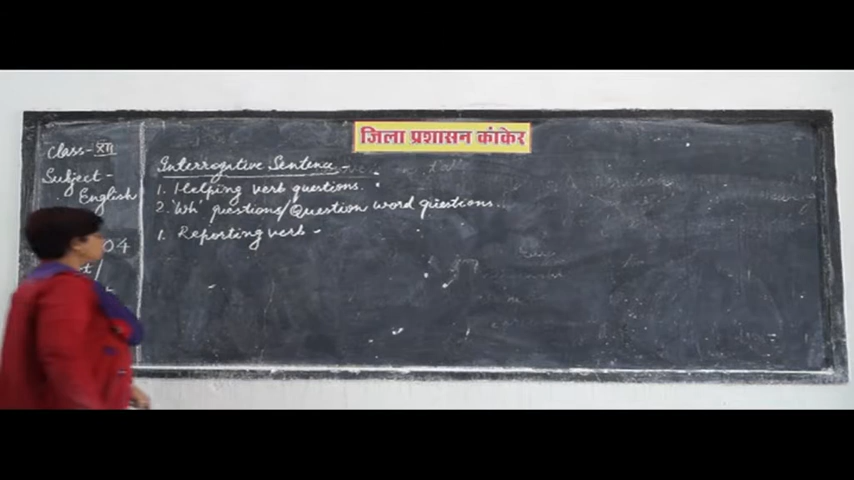 जिला प्रशासन कांकेर
Class - XII
Subject -
English
04
Interrogative Sentence -
1. Helping verb questions.
2. Wh questions/Question word questions...
1. Reporting verb -